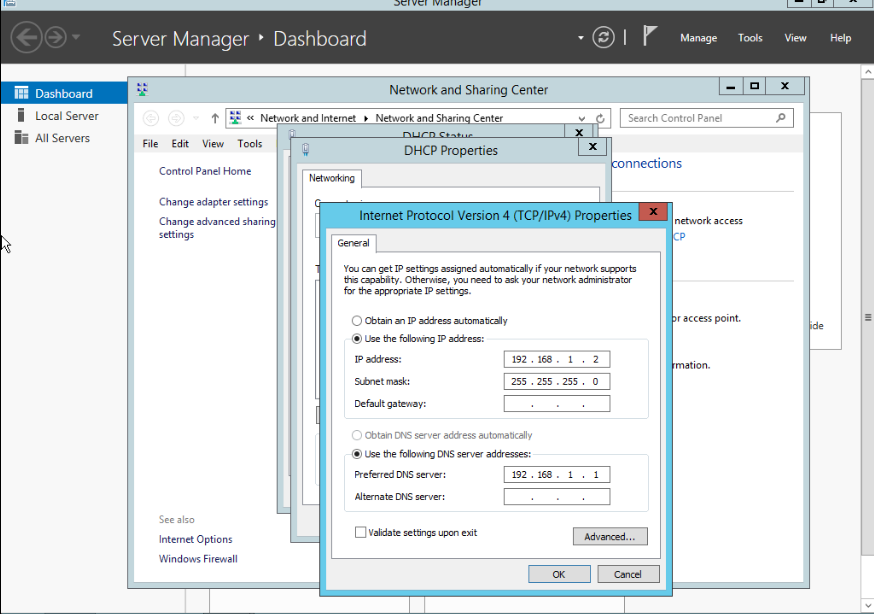 Server Manager
Server Manager ‣ Dashboard
Manage Tools View Help
Dashboard
Local Server
All Servers
Network and Sharing Center
« Network and Internet ‣ Network and Sharing Center
Search Control Panel
File Edit View Tools
Control Panel Home
Change adapter settings
Change advanced sharing
settings
See also
Internet Options
Windows Firewall
connections
network access
CP
or access point.
rmation.
ide
DHCP Status
DHCP Properties
Networking
Internet Protocol Version 4 (TCP/IPv4) Properties
General
You can get IP settings assigned automatically if your network supports
this capability. Otherwise, you need to ask your network administrator
for the appropriate IP settings.
Obtain an IP address automatically
Use the following IP address:
IP address: 192 . 168 . 1 . 2
Subnet mask: 255 . 255 . 255 . 0
Default gateway: . . .
Obtain DNS server address automatically
Use the following DNS server addresses:
Preferred DNS server: 192 . 168 . 1 . 1
Alternate DNS server: . . .
Validate settings upon exit
Advanced...
OK Cancel